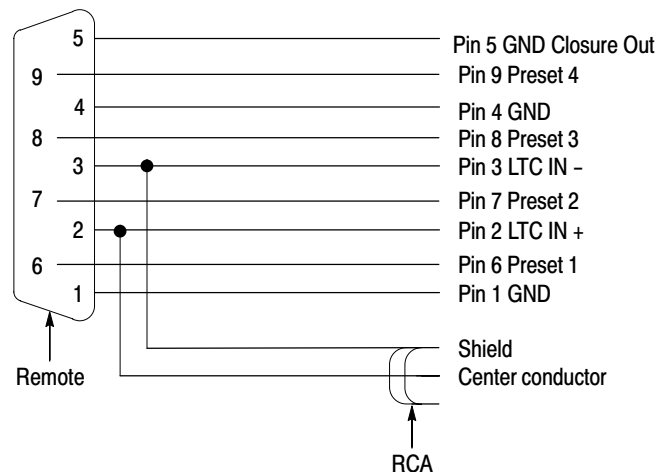 5 Pin 5 GND Closure Out
9 Pin 9 Preset 4
4 Pin 4 GND
8 Pin 8 Preset 3
3 Pin 3 LTC IN –
7 Pin 7 Preset 2
2 Pin 2 LTC IN +
6 Pin 6 Preset 1
1 Pin 1 GND
Shield
Remote Center conductor
RCA